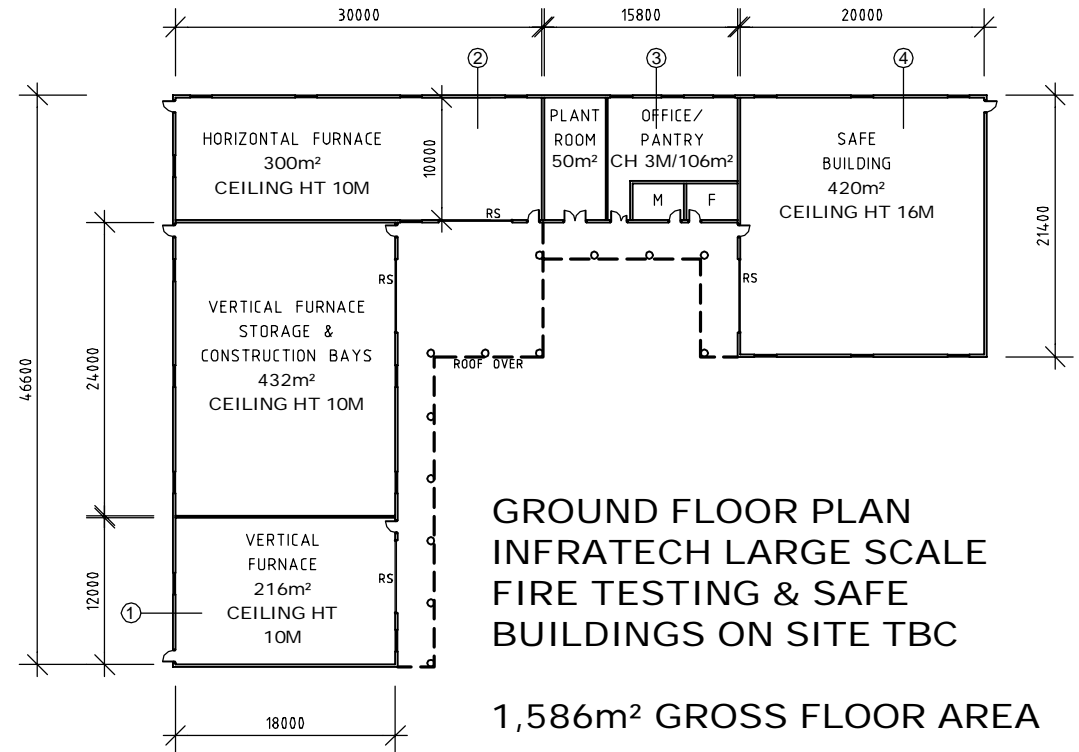 30000
15800
20000
2
3
4
HORIZONTAL FURNACE
300m²
CEILING HT 10M
10000
PLANT
ROOM
50m²
OFFICE/
PANTRY
CH 3M/106m²
M
F
SAFE
BUILDING
420m²
CEILING HT 16M
21400
RS
RS
RS
46600
24000
VERTICAL FURNACE
STORAGE &
CONSTRUCTION BAYS
432m²
CEILING HT 10M
ROOF OVER
12000
1
VERTICAL
FURNACE
216m²
CEILING HT
10M
RS
18000
GROUND FLOOR PLAN
INFRATECH LARGE SCALE
FIRE TESTING & SAFE
BUILDINGS ON SITE TBC
1,586m² GROSS FLOOR AREA